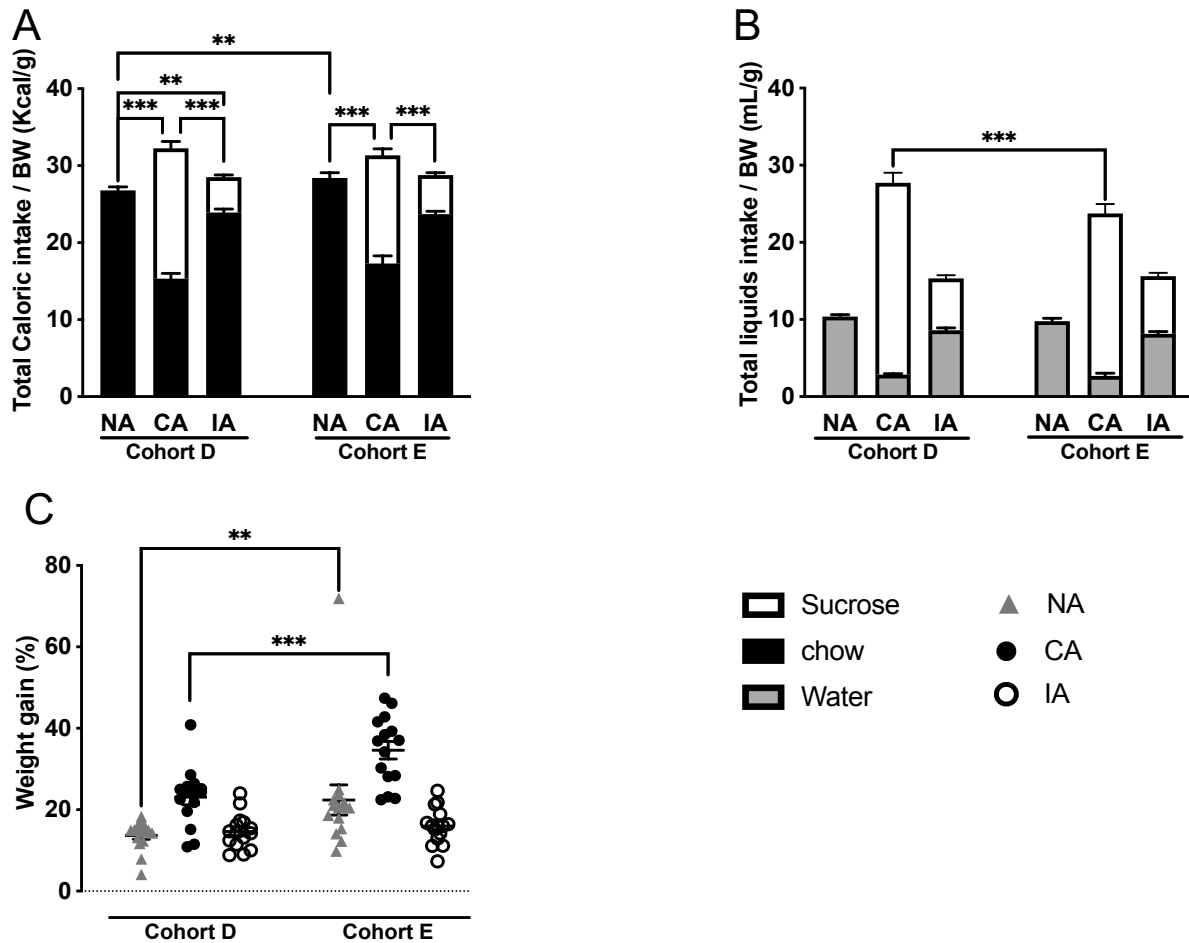 A
Total Caloric intake / BW (Kcal/g)
40
30
20
10
0
**
**
***
***
***
***
NA CA IA
NA CA IA
Cohort D
Cohort E
B
Total liquids intake / BW (mL/g)
40
30
20
10
0
***
NA CA IA
NA CA IA
Cohort D
Cohort E
C
Weight gain (%)
80
60
40
20
0
**
***
Cohort D
Cohort E
Sucrose
chow
Water
NA
CA
IA